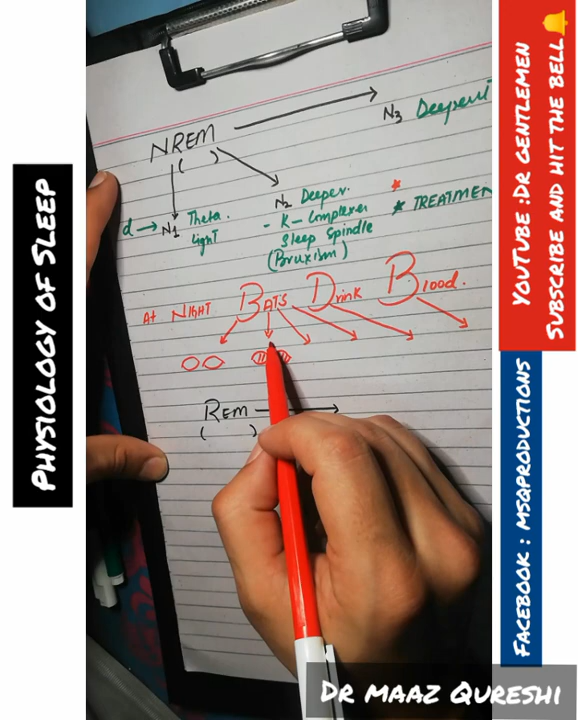 PHYSIOLOGY OF SLEEP
NREM
( )
N3 Deepest
d → N1 Theta.
Light
N2 Deeper.
- K-Complexes
Sleep Spindle
(Bruxism)
* TREATMEN
AT NIGHT BATS Drink Blood.
REM
( )
YOUTUBE :DR GENTLEMEN
SUBSCRIBE AND HIT THE BELL🔔
FACEBOOK : MSQPRODUCTIONS
DR MAAZ QURESHI